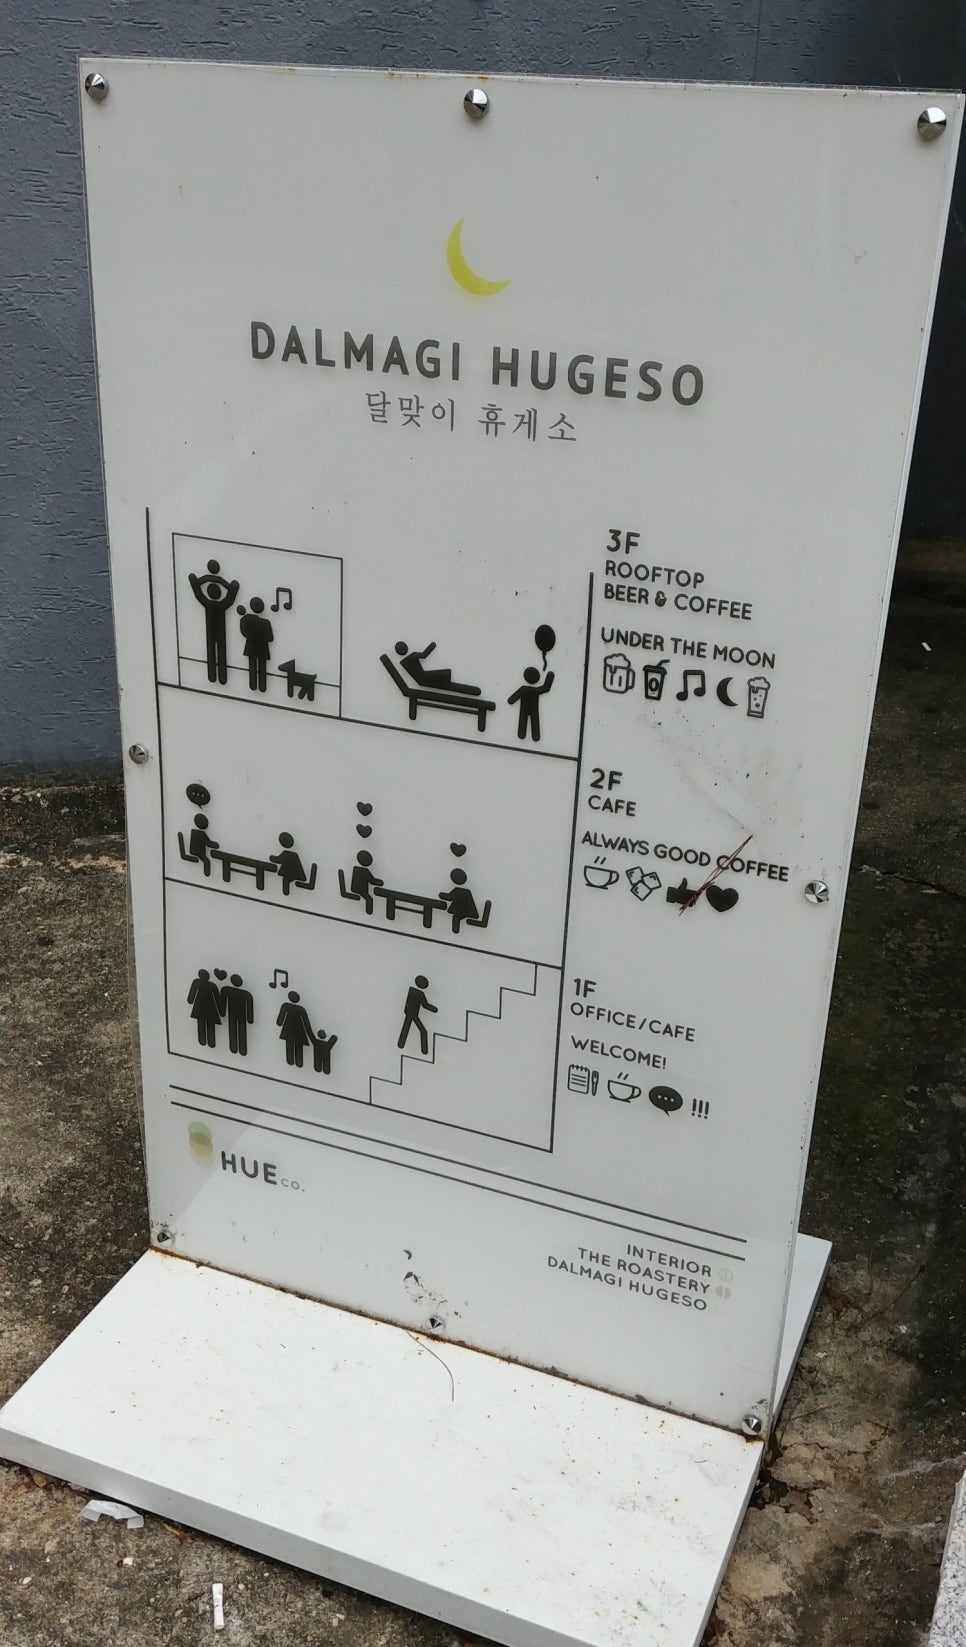 DALMAGI HUGESO
달맞이 휴게소
3F
ROOFTOP
BEER & COFFEE
UNDER THE MOON
2F
CAFE
ALWAYS GOOD COFFEE
1F
OFFICE/CAFE
WELCOME!
!!!
HUE CO.
INTERIOR
THE ROASTERY
DALMAGI HUGESO